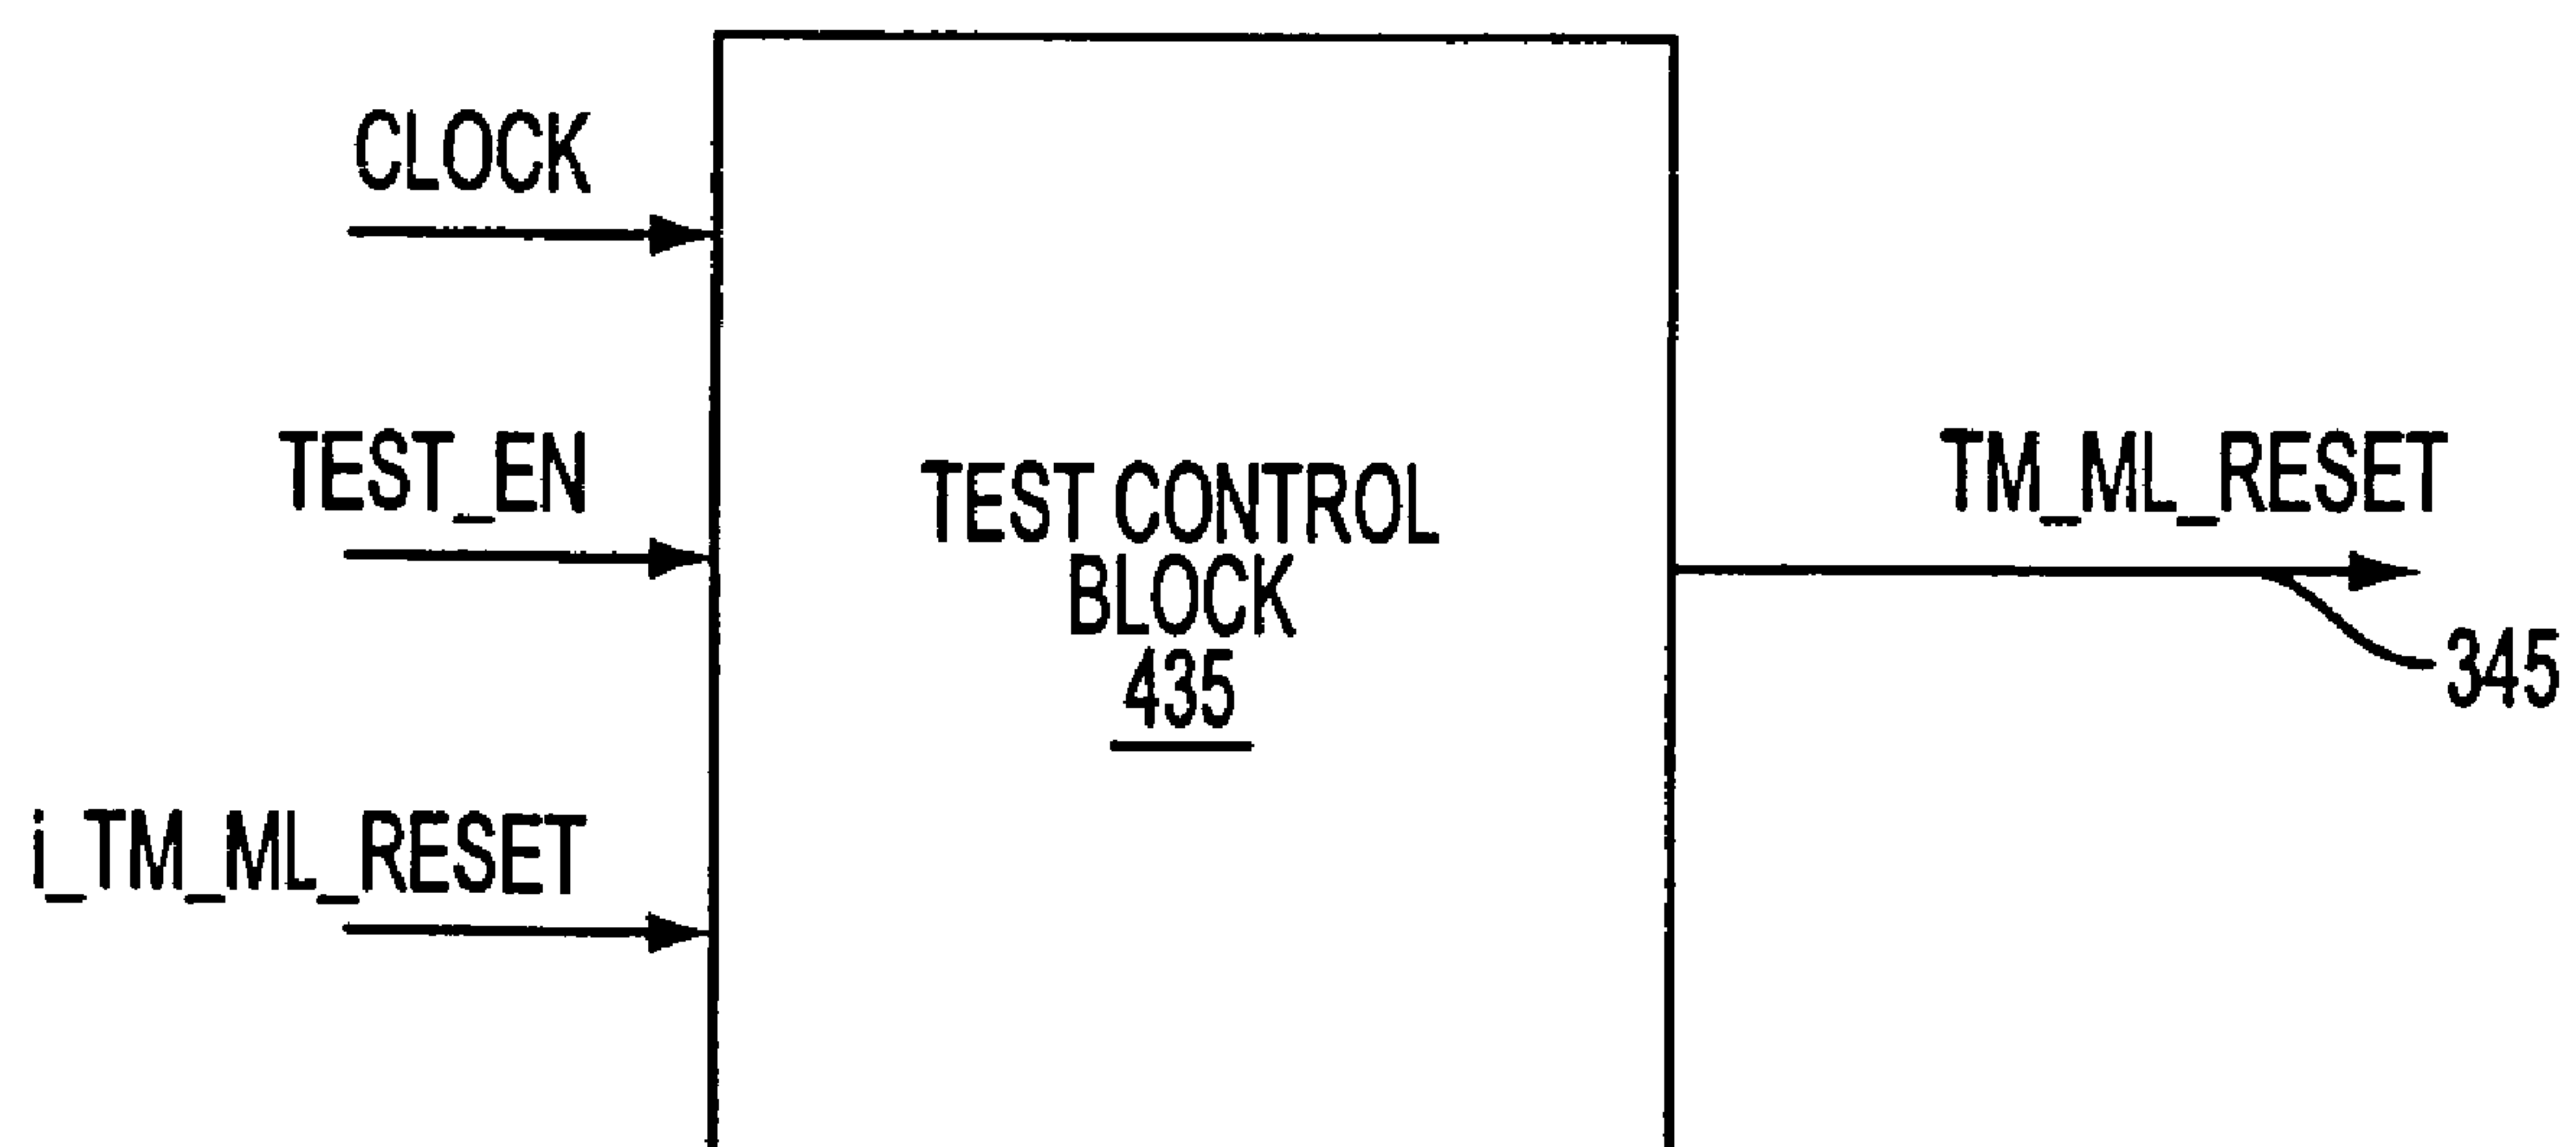 CLOCK
TEST_EN
TEST CONTROL
BLOCK
435
TM_ML_RESET
345
i_TM_ML_RESET